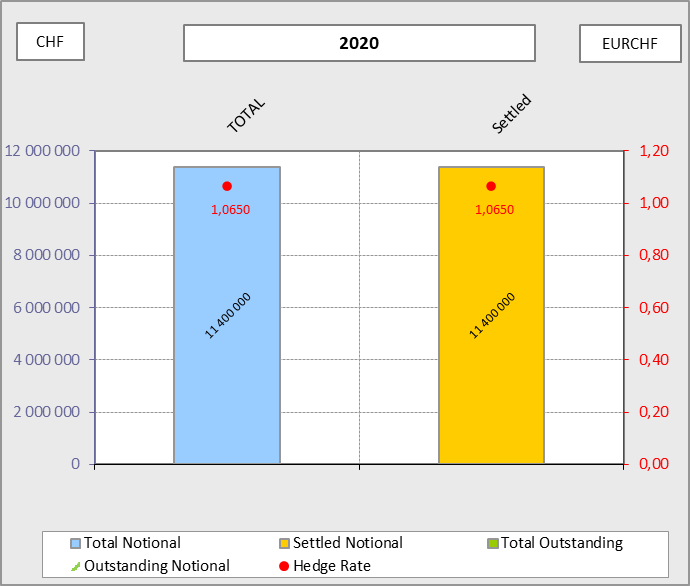 CHF
2020
EURCHF
TOTAL
Settled
12 000 000
1,20
10 000 000
1,00
8 000 000
0,80
6 000 000
0,60
4 000 000
0,40
2 000 000
0,20
0
0,00
1,0650
1,0650
11 400 000
11 400 000
Total Notional
Settled Notional
Total Outstanding
Outstanding Notional
Hedge Rate